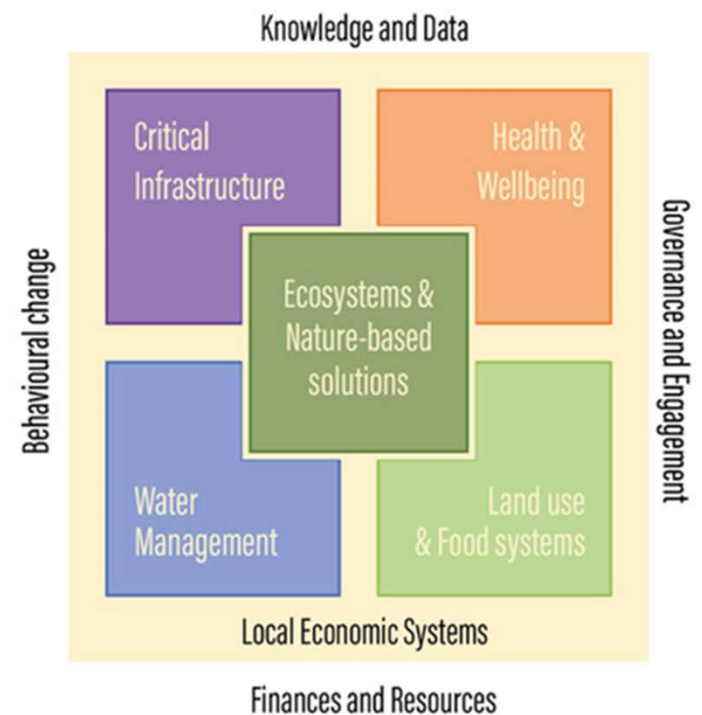 Knowledge and Data
Critical
Infrastructure
Health &
Wellbeing
Behavioural change
Ecosystems &
Nature-based
solutions
Governance and Engagement
Water
Management
Land use
& Food systems
Local Economic Systems
Finances and Resources